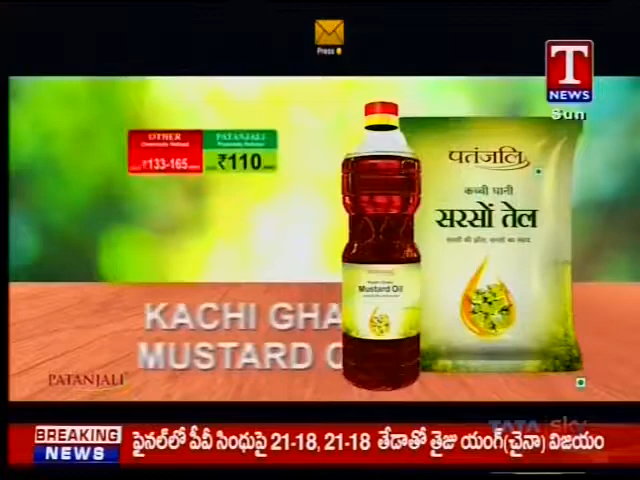 Press
T
NEWS
Sun
OTHER
PATANJALI
₹133-165
₹110
पतंजलि
कच्ची घानी
सरसों तेल
Mustard Oil
KACHI GHA
MUSTARD O
PATANJALI
TATA Sky
BREAKING
NEWS
ఫైనల్‌లో పీవీ సింధుపై 21-18, 21-18 తేడాతో తైజు యంగ్(చైనా) విజయం